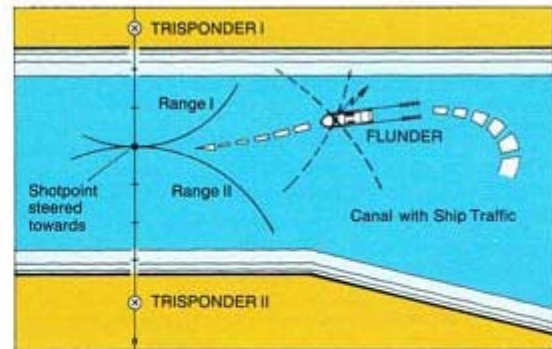 TRISPONDER I
Range I
FLUNDER
Shotpoint
steered
towards
Range II
Canal with Ship Traffic
TRISPONDER II